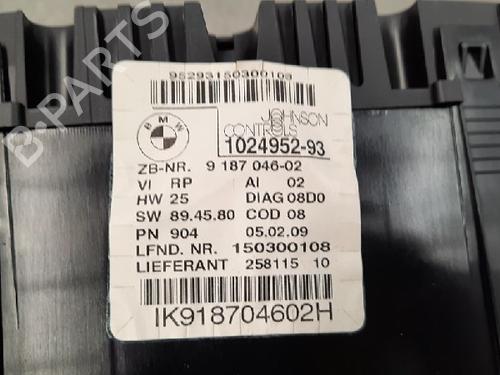 95293150300108
BMW
JOHNSON
CONTROLS
1024952-93
ZB-NR. 9 187 046-02
VI RP AI 02
HW 25 DIAG 08D0
SW 89.45.80 COD 08
PN 904 05.02.09
LFND. NR. 150300108
LIEFERANT 258115 10
IK918704602H
B-PARTS